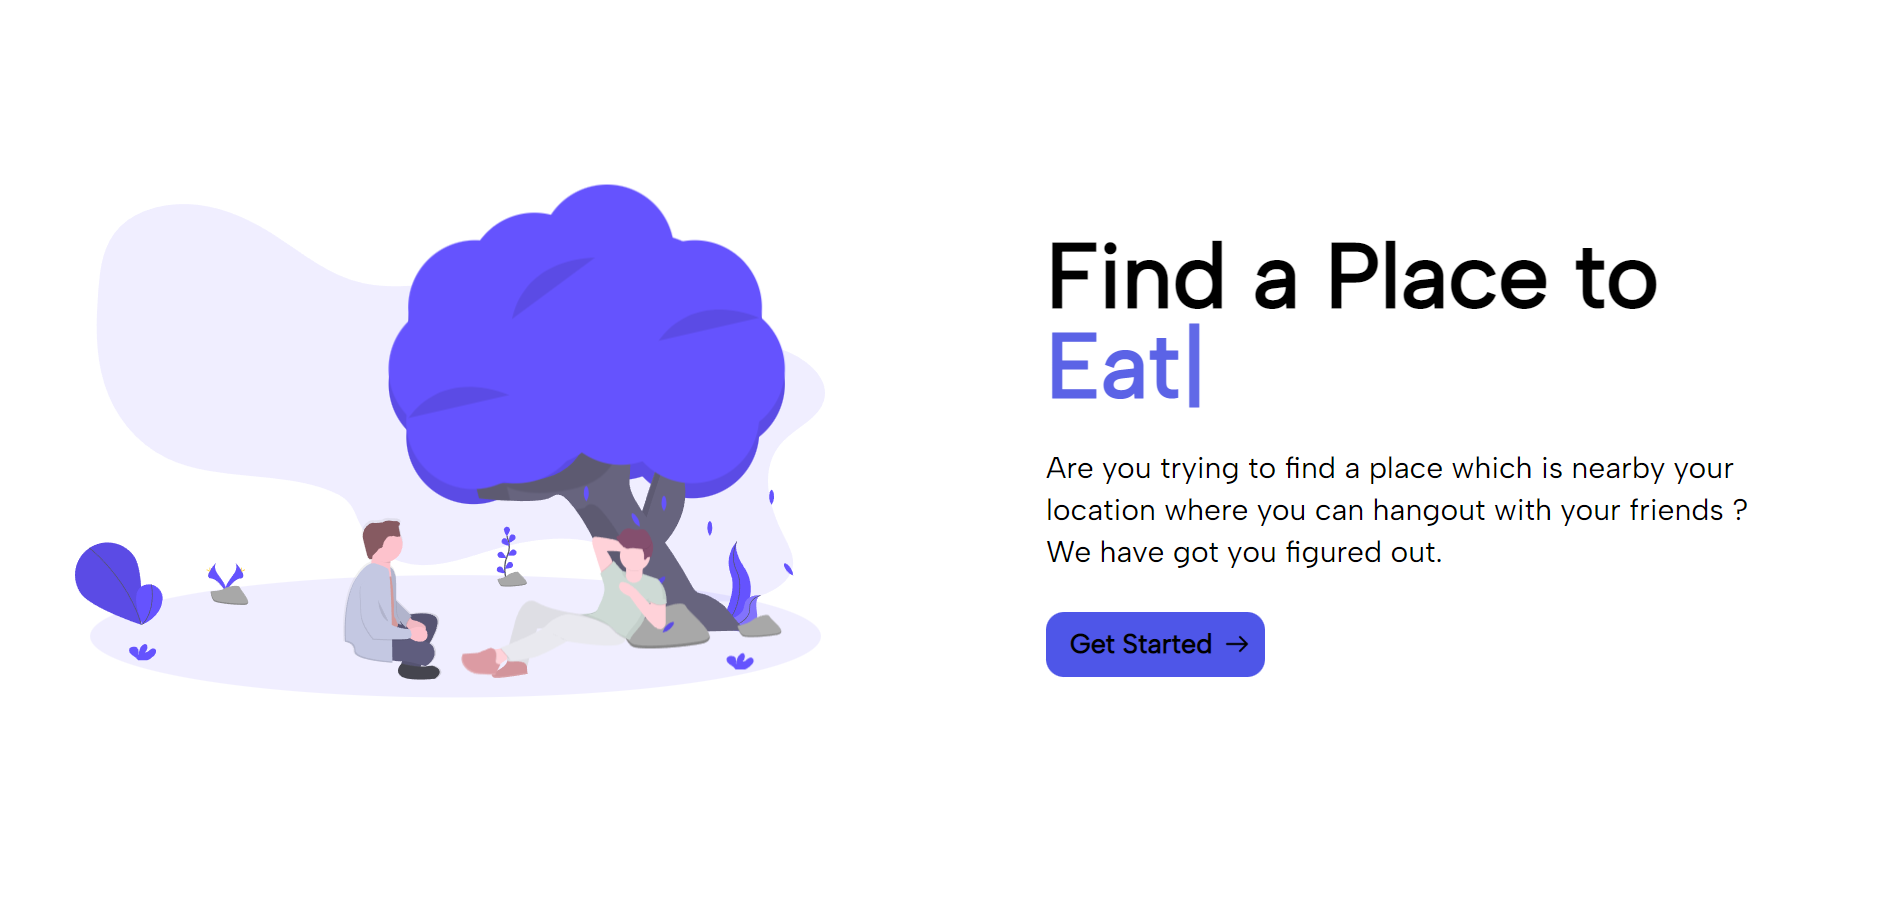 Find a Place to
Eat|
Are you trying to find a place which is nearby your
location where you can hangout with your friends ?
We have got you figured out.
Get Started →